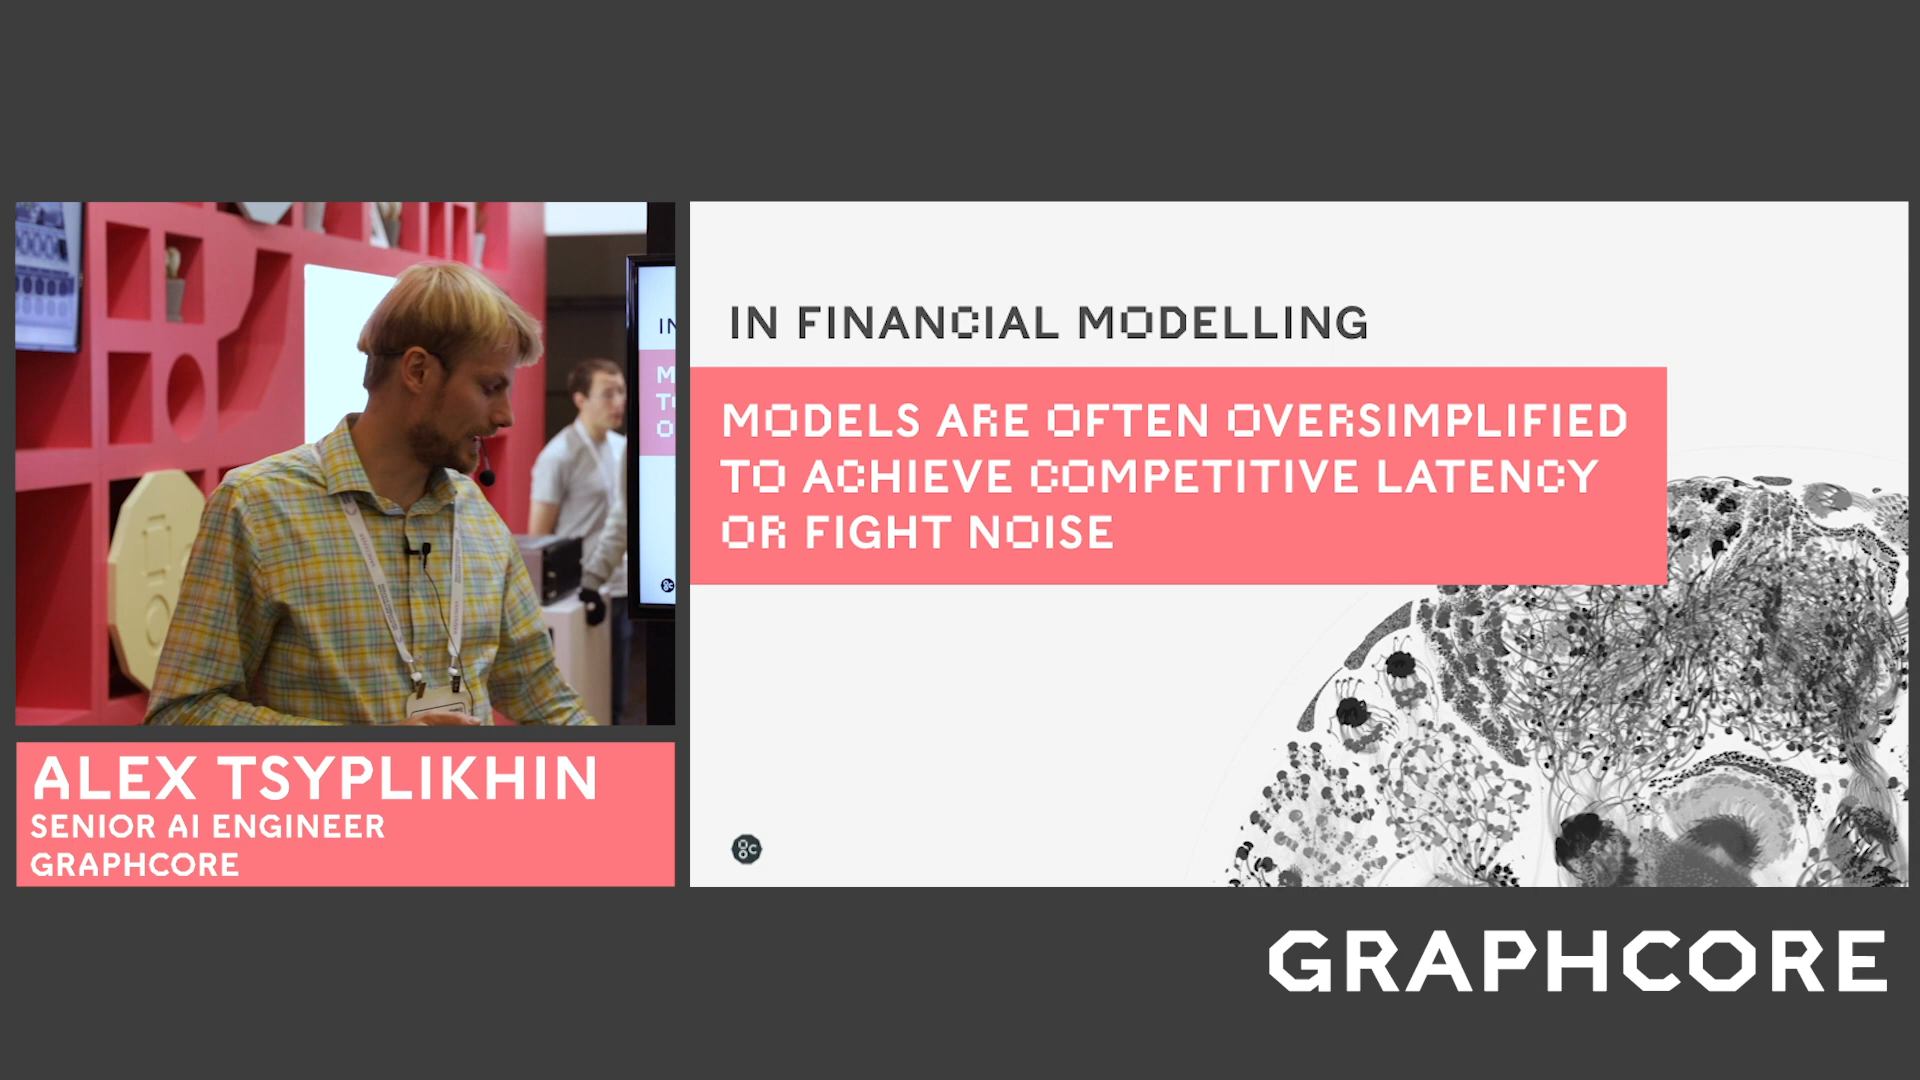 IN FINANCIAL MODELLING
MODELS ARE OFTEN OVERSIMPLIFIED
TO ACHIEVE COMPETITIVE LATENCY
OR FIGHT NOISE
ALEX TSYPLIKHIN
SENIOR AI ENGINEER
GRAPHCORE
GRAPHCORE